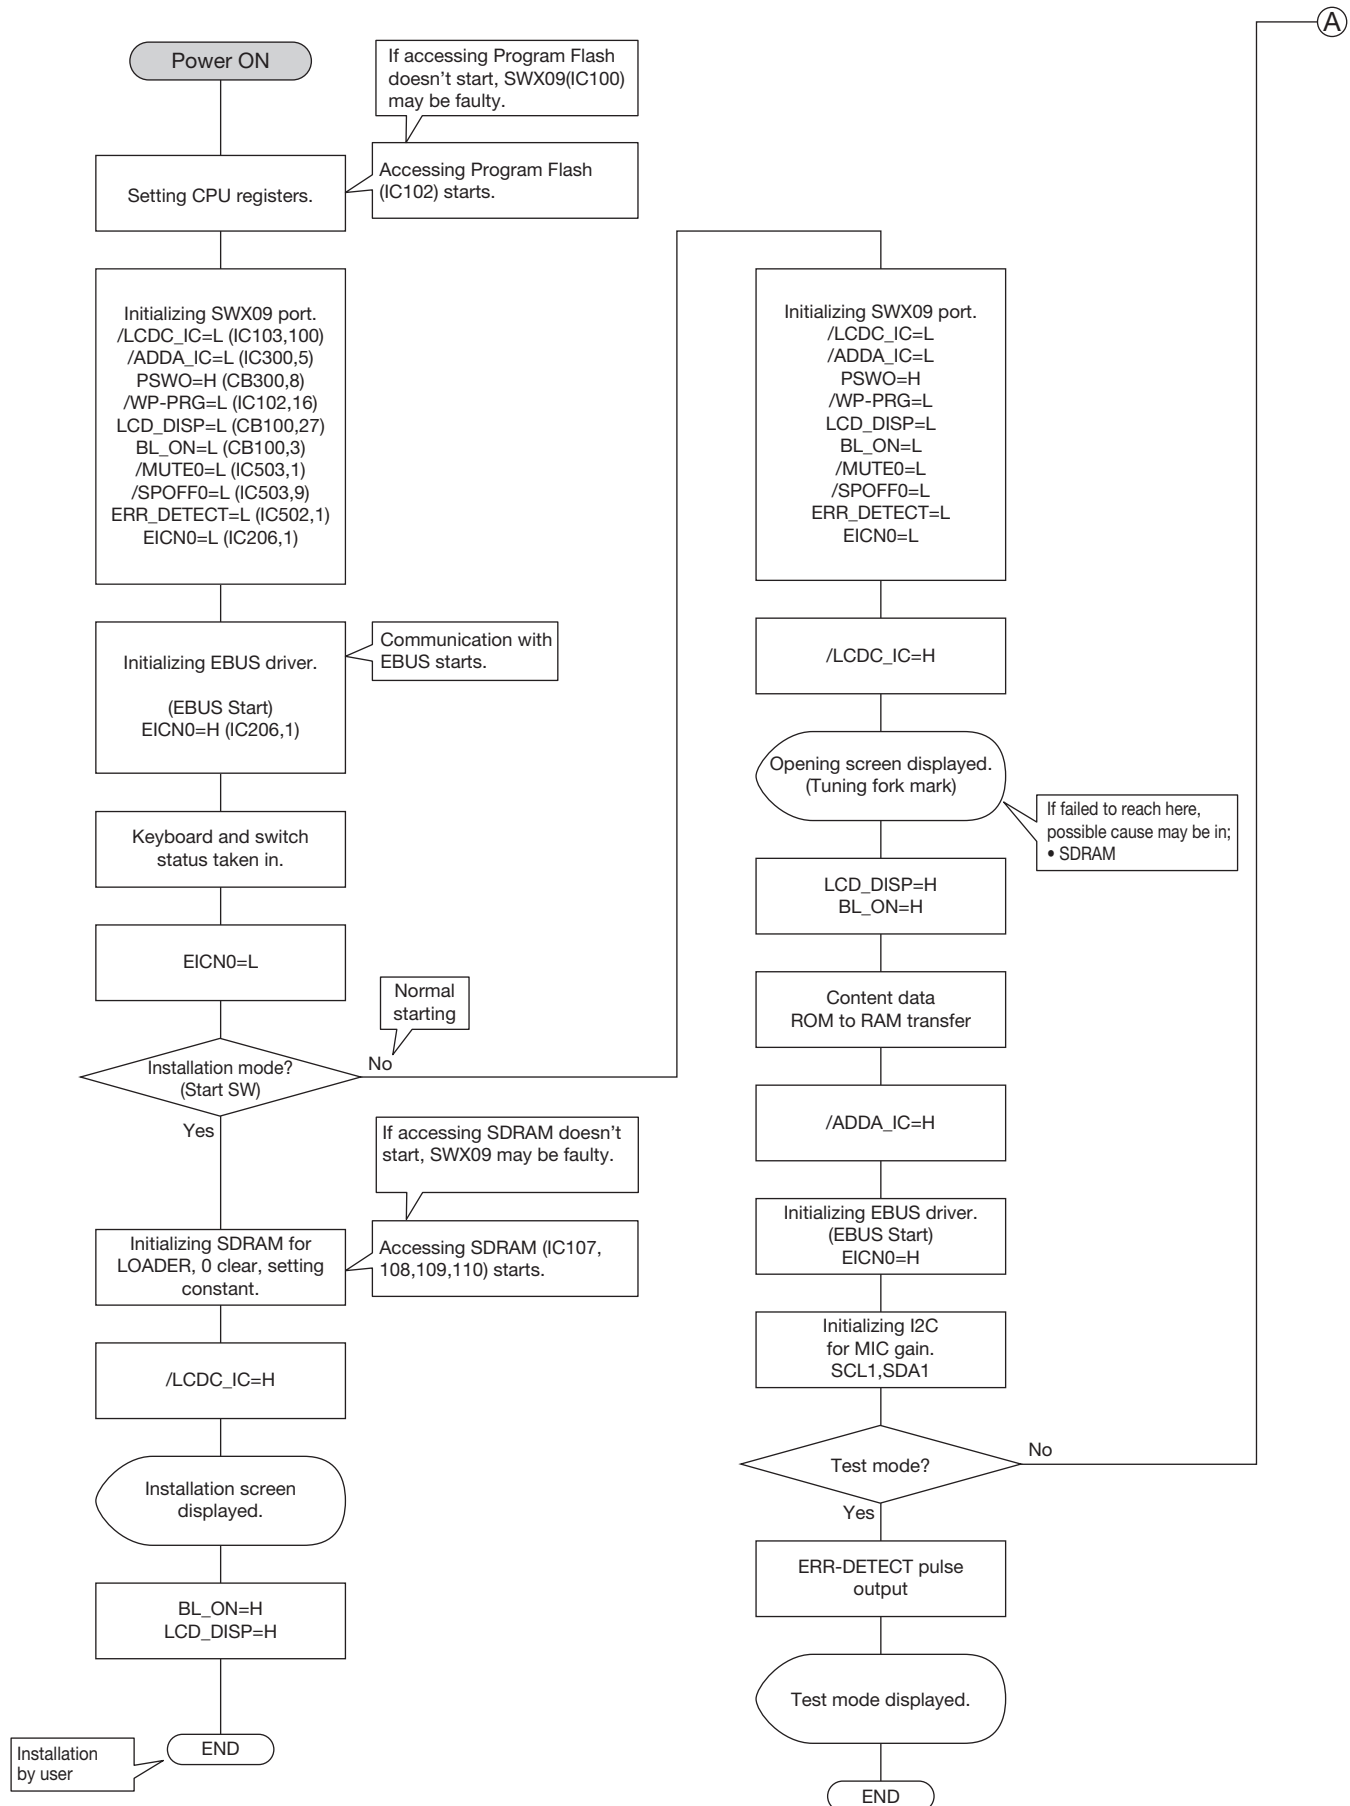 Power ON
If accessing Program Flash
doesn't start, SWX09(IC100)
may be faulty.
Setting CPU registers.
Accessing Program Flash
(IC102) starts.
Initializing SWX09 port.
/LCDC_IC=L (IC103,100)
/ADDA_IC=L (IC300,5)
PSWO=H (CB300,8)
/WP-PRG=L (IC102,16)
LCD_DISP=L (CB100,27)
BL_ON=L (CB100,3)
/MUTE0=L (IC503,1)
/SPOFF0=L (IC503,9)
ERR_DETECT=L (IC502,1)
EICN0=L (IC206,1)
Initializing EBUS driver.
(EBUS Start)
EICN0=H (IC206,1)
Communication with
EBUS starts.
Keyboard and switch
status taken in.
EICN0=L
Normal
starting
Installation mode?
(Start SW)
No
Yes
If accessing SDRAM doesn't
start, SWX09 may be faulty.
Initializing SDRAM for
LOADER, 0 clear, setting
constant.
Accessing SDRAM (IC107,
108,109,110) starts.
/LCDC_IC=H
Installation screen
displayed.
BL_ON=H
LCD_DISP=H
END
Installation
by user
Initializing SWX09 port.
/LCDC_IC=L
/ADDA_IC=L
PSWO=H
/WP-PRG=L
LCD_DISP=L
BL_ON=L
/MUTE0=L
/SPOFF0=L
ERR_DETECT=L
EICN0=L
/LCDC_IC=H
Opening screen displayed.
(Tuning fork mark)
If failed to reach here,
possible cause may be in;
• SDRAM
LCD_DISP=H
BL_ON=H
Content data
ROM to RAM transfer
/ADDA_IC=H
Initializing EBUS driver.
(EBUS Start)
EICN0=H
Initializing I2C
for MIC gain.
SCL1,SDA1
Test mode?
No
Yes
ERR-DETECT pulse
output
Test mode displayed.
END
A